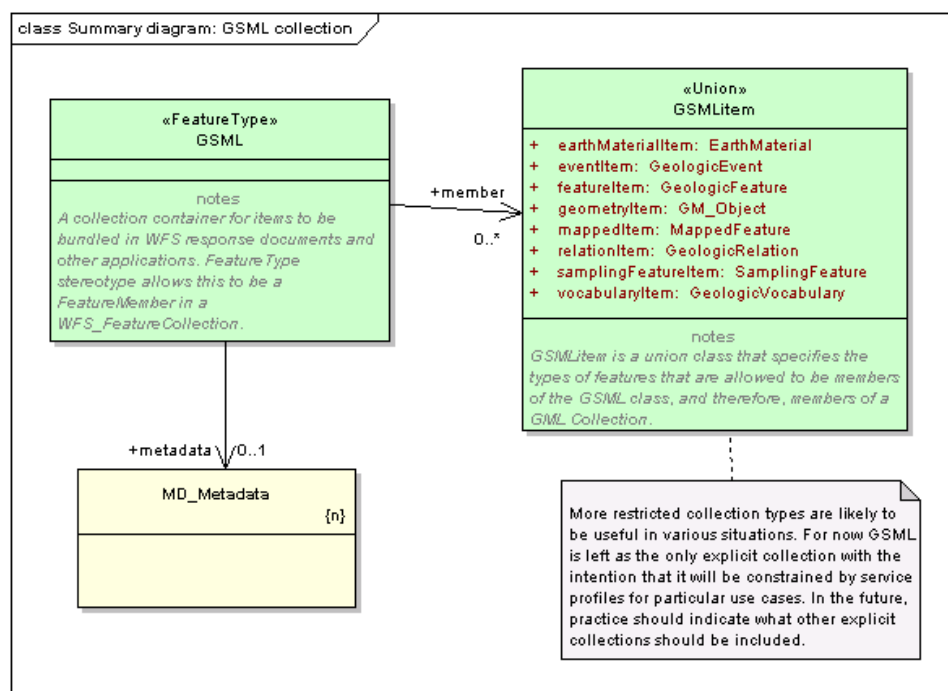 class Summary diagram: GSML collection
«FeatureType»
GSML
notes
A collection container for items to be
bundled in WFS response documents and
other applications. FeatureType
stereotype allows this to be a
FeatureMember in a
WFS_FeatureCollection.
+member
0..*
«Union»
GSMLitem
+ earthMaterialItem: EarthMaterial
+ eventItem: GeologicEvent
+ featureItem: GeologicFeature
+ geometryItem: GM_Object
+ mappedItem: MappedFeature
+ relationItem: GeologicRelation
+ samplingFeatureItem: SamplingFeature
+ vocabularyItem: GeologicVocabulary
notes
GSMLitem is a union class that specifies the
types of features that are allowed to be members
of the GSML class, and therefore, members of a
GML Collection.
+metadata
0..1
MD_Metadata
{n}
More restricted collection types are likely to
be useful in various situations. For now GSML
is left as the only explicit collection with the
intention that it will be constrained by service
profiles for particular use cases. In the future,
practice should indicate what other explicit
collections should be included.